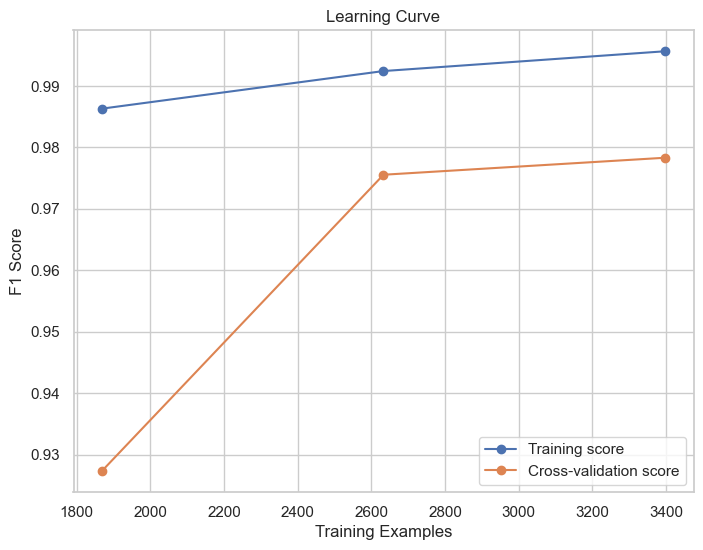 Learning Curve
0.99
0.98
0.97
0.96
0.95
0.94
0.93
F1 Score
Training score
Cross-validation score
1800 2000 2200 2400 2600 2800 3000 3200 3400
Training Examples